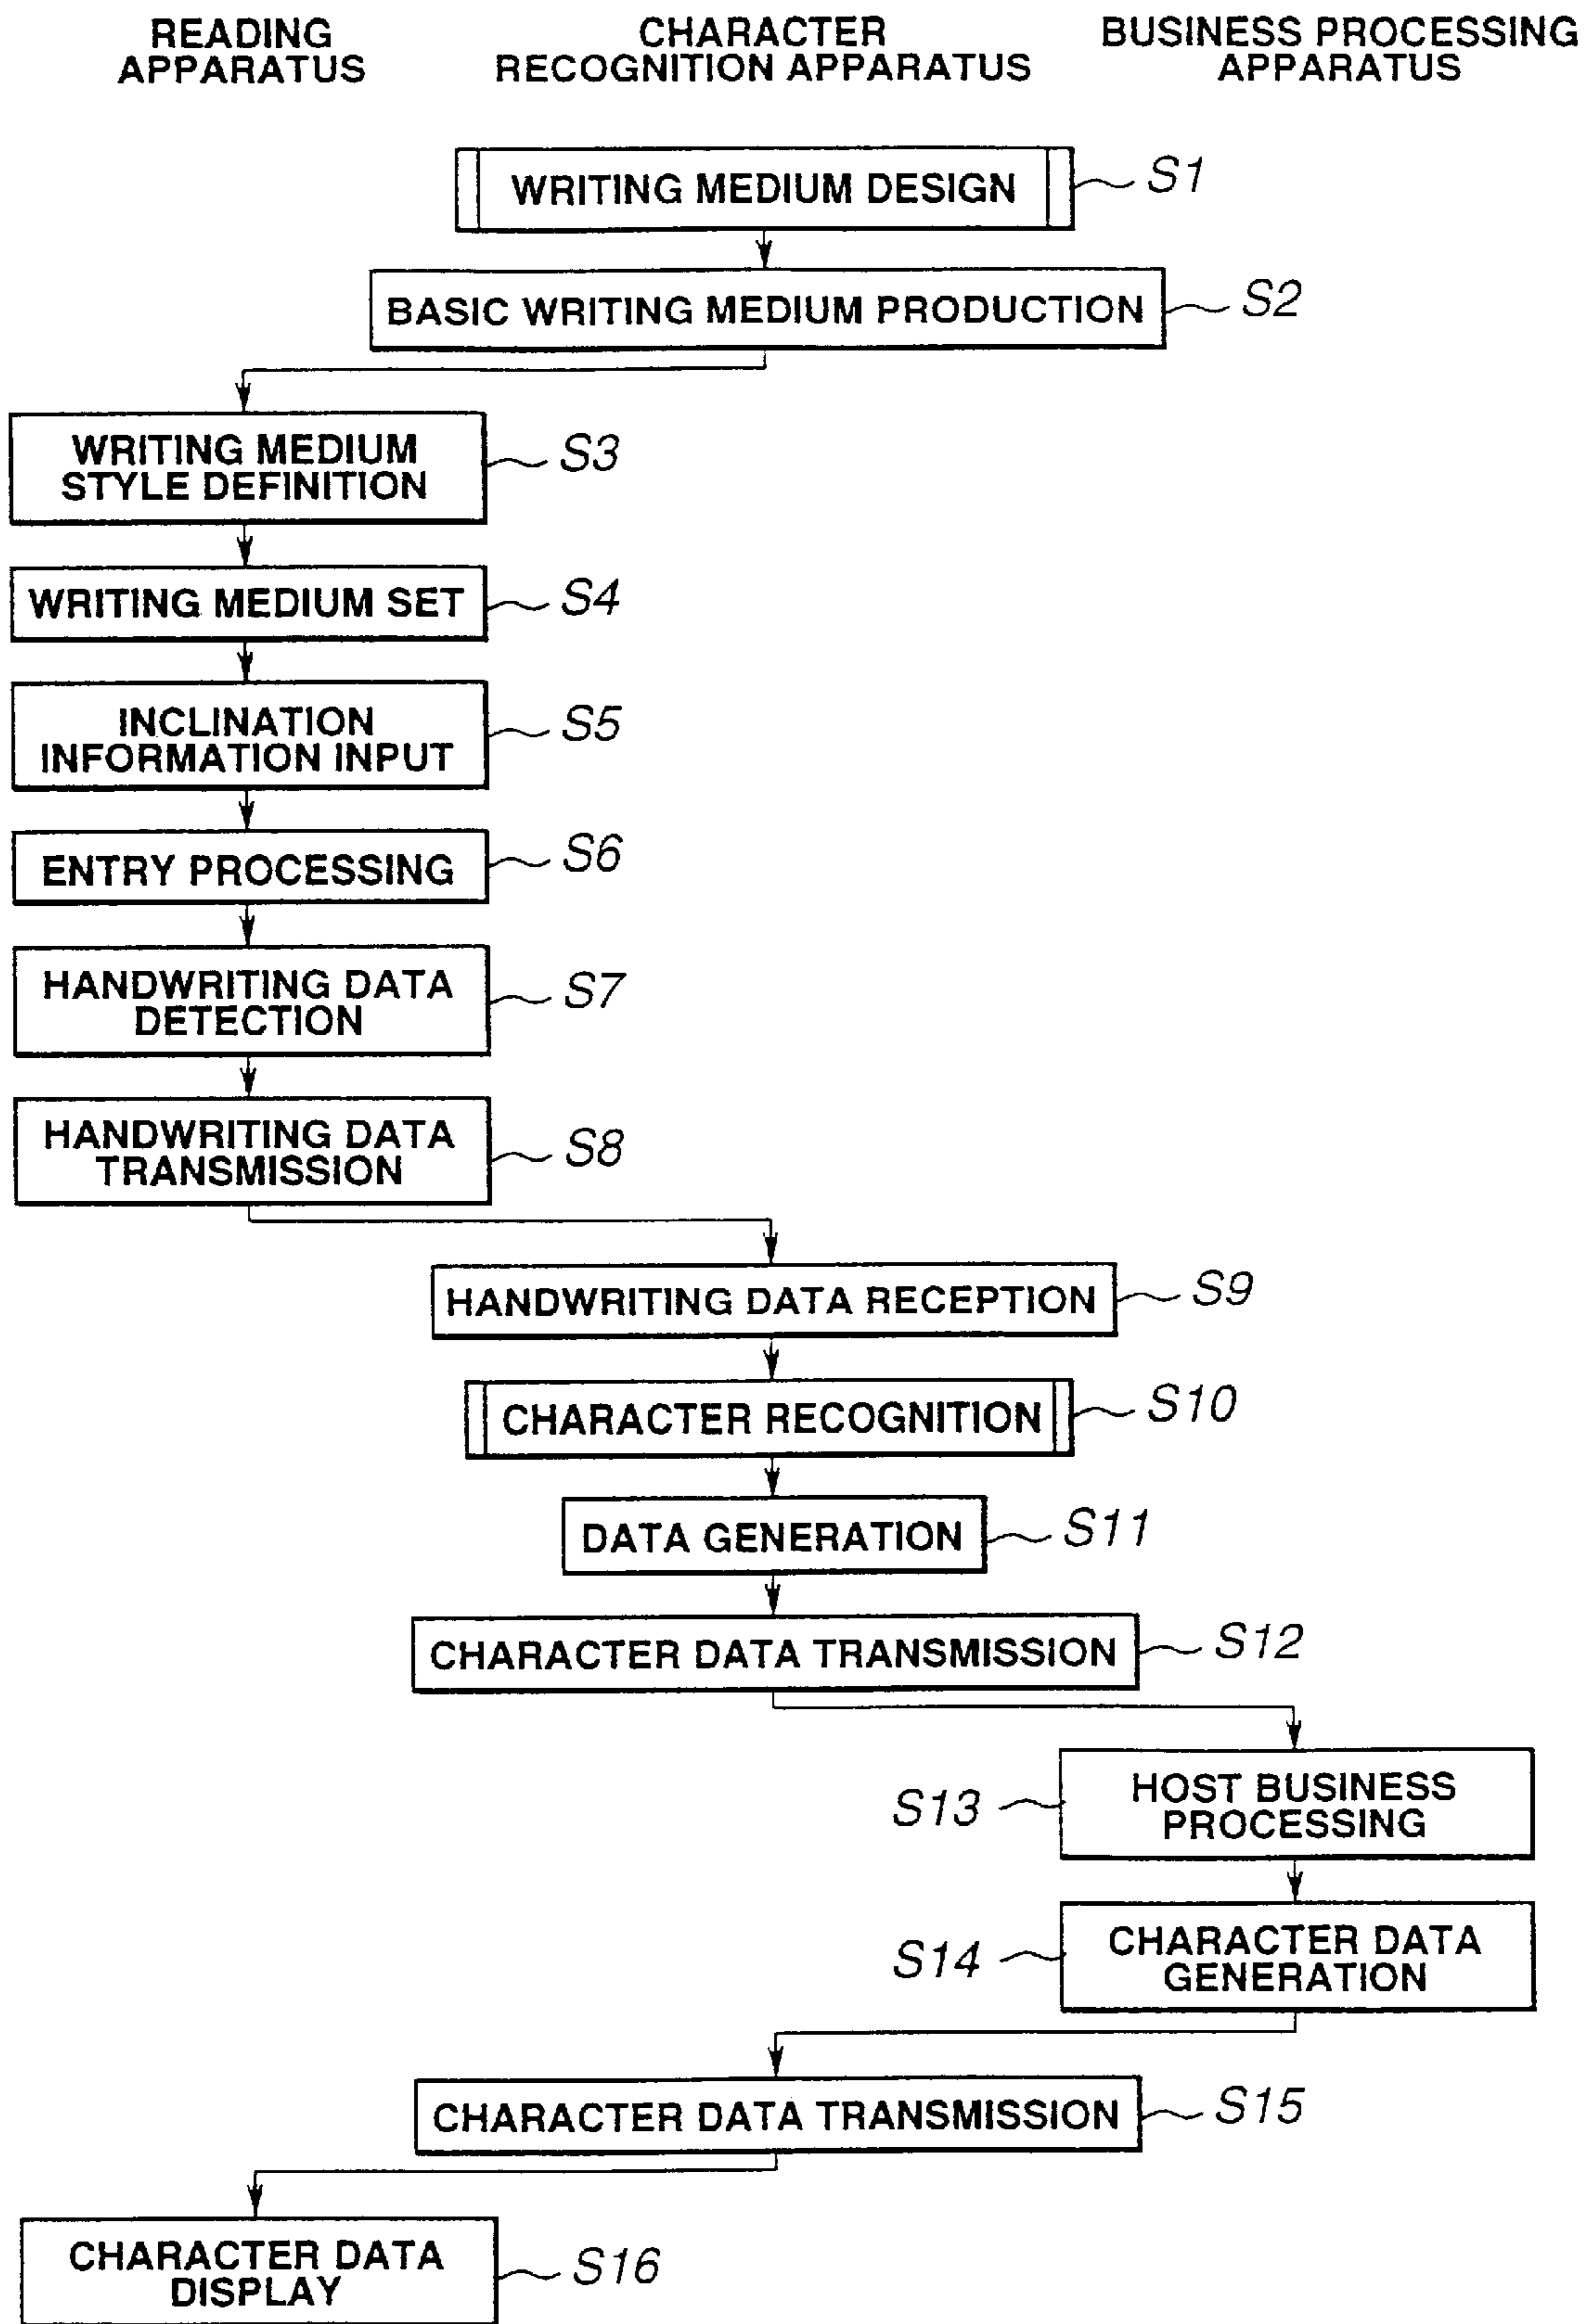 READING
APPARATUS
CHARACTER
RECOGNITION APPARATUS
BUSINESS PROCESSING
APPARATUS
WRITING MEDIUM DESIGN
S1
BASIC WRITING MEDIUM PRODUCTION
S2
WRITING MEDIUM
STYLE DEFINITION
S3
WRITING MEDIUM SET
S4
INCLINATION
INFORMATION INPUT
S5
ENTRY PROCESSING
S6
HANDWRITING DATA
DETECTION
S7
HANDWRITING DATA
TRANSMISSION
S8
HANDWRITING DATA RECEPTION
S9
CHARACTER RECOGNITION
S10
DATA GENERATION
S11
CHARACTER DATA TRANSMISSION
S12
HOST BUSINESS
PROCESSING
S13
CHARACTER DATA
GENERATION
S14
CHARACTER DATA TRANSMISSION
S15
CHARACTER DATA
DISPLAY
S16